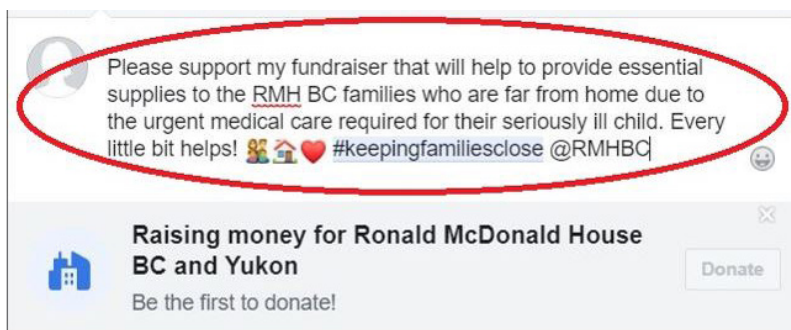 Please support my fundraiser that will help to provide essential
supplies to the RMH BC families who are far from home due to
the urgent medical care required for their seriously ill child. Every
little bit helps! 👨‍👩‍👧‍👦🏠❤️ #keepingfamiliesclose @RMHBC
Raising money for Ronald McDonald House
BC and Yukon
Donate
Be the first to donate!